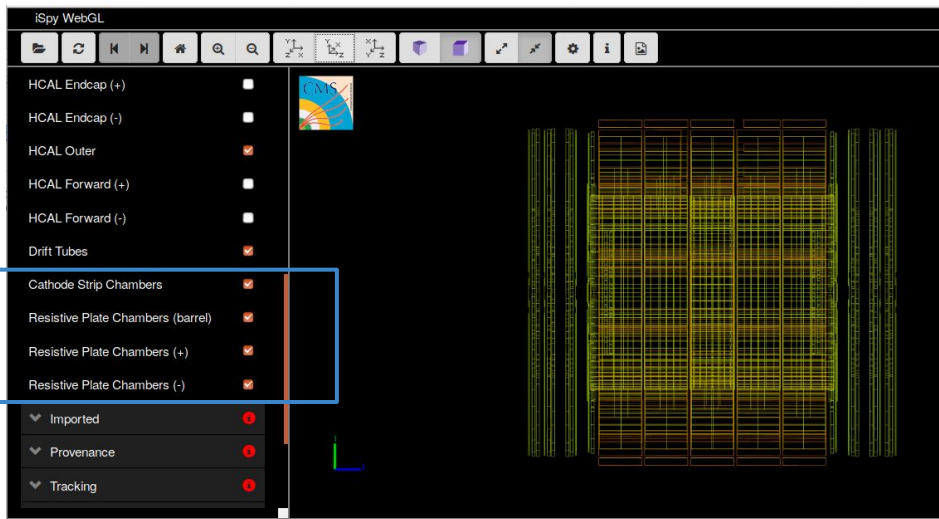 iSpy WebGL
i
HCAL Endcap (+)
HCAL Endcap (-)
HCAL Outer
HCAL Forward (+)
HCAL Forward (-)
Drift Tubes
Cathode Strip Chambers
Resistive Plate Chambers (barrel)
Resistive Plate Chambers (+)
Resistive Plate Chambers (-)
Imported
Provenance
Tracking
CMS